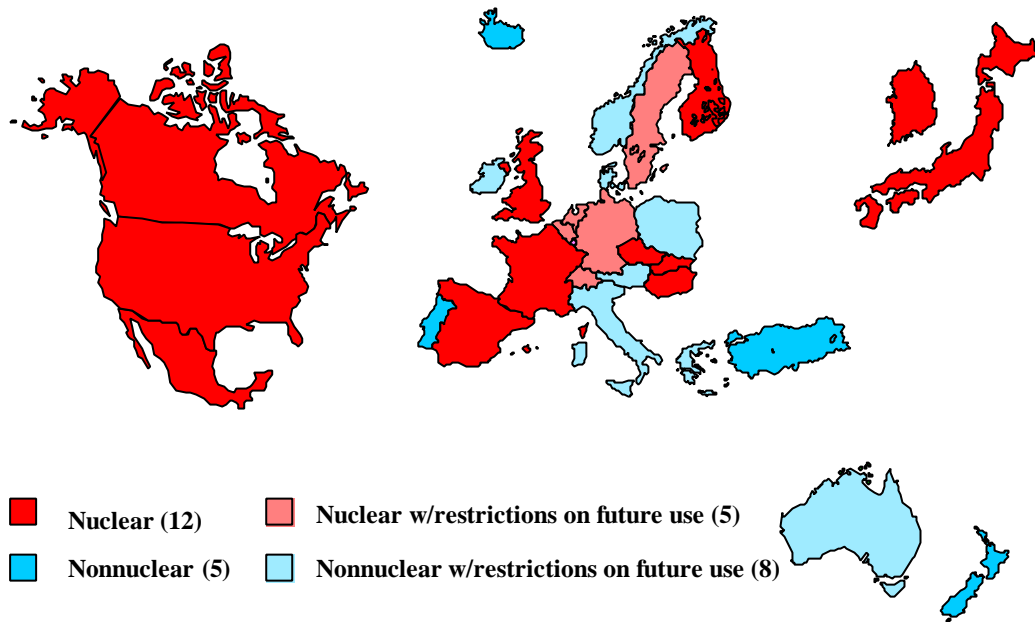 Nuclear (12)
Nuclear w/restrictions on future use (5)
Nonnuclear (5)
Nonnuclear w/restrictions on future use (8)